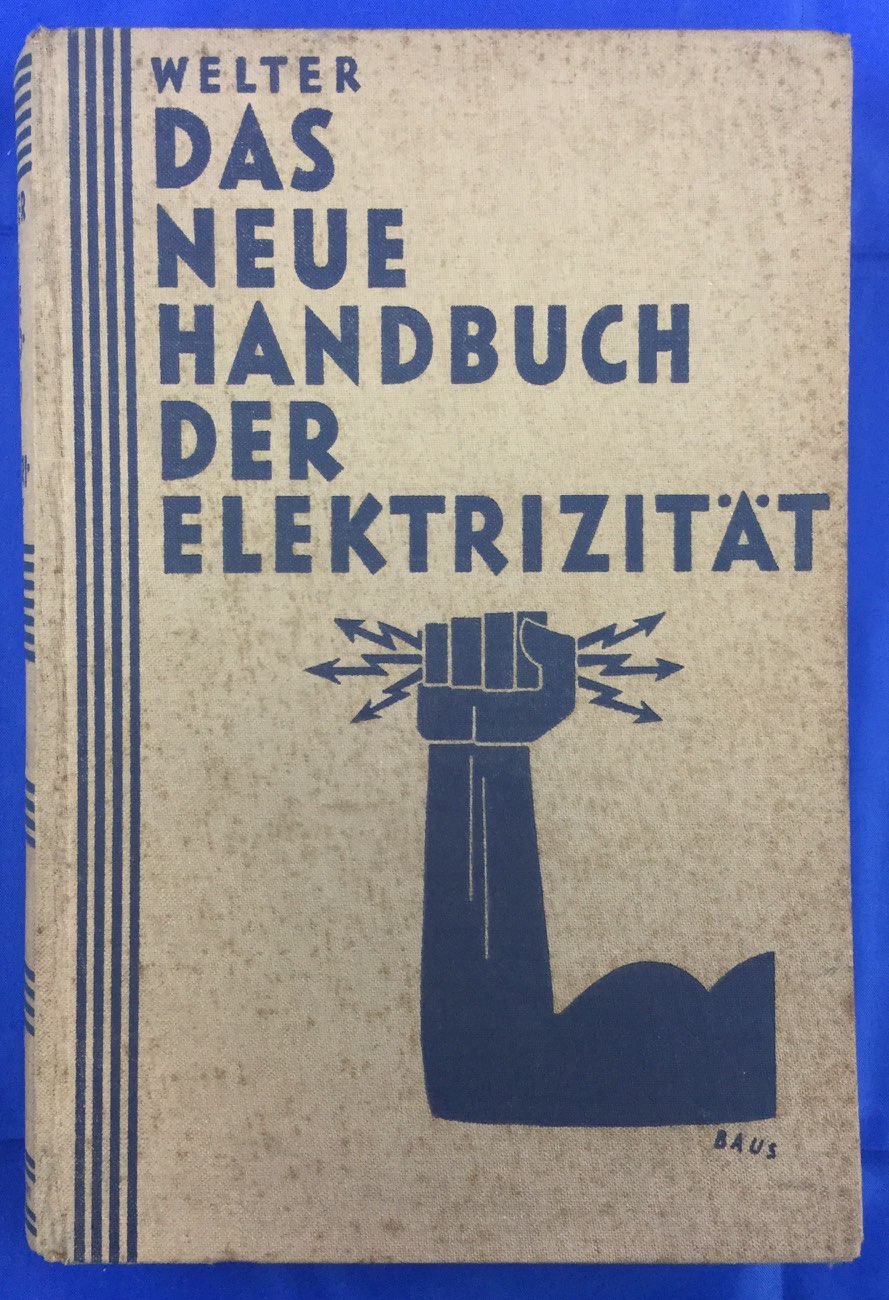 WELTER
DAS
NEUE
HANDBUCH
DER
ELEKTRIZITÄT
BAUS